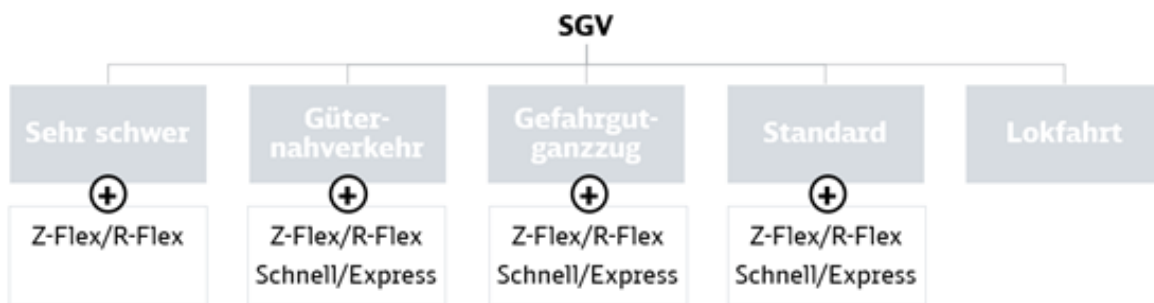 SGV
Sehr schwer
Güter-
nahverkehr
Gefahrgut-
ganzzug
Standard
Lokfahrt
+
+
+
+
Z-Flex/R-Flex
Z-Flex/R-Flex
Schnell/Express
Z-Flex/R-Flex
Schnell/Express
Z-Flex/R-Flex
Schnell/Express